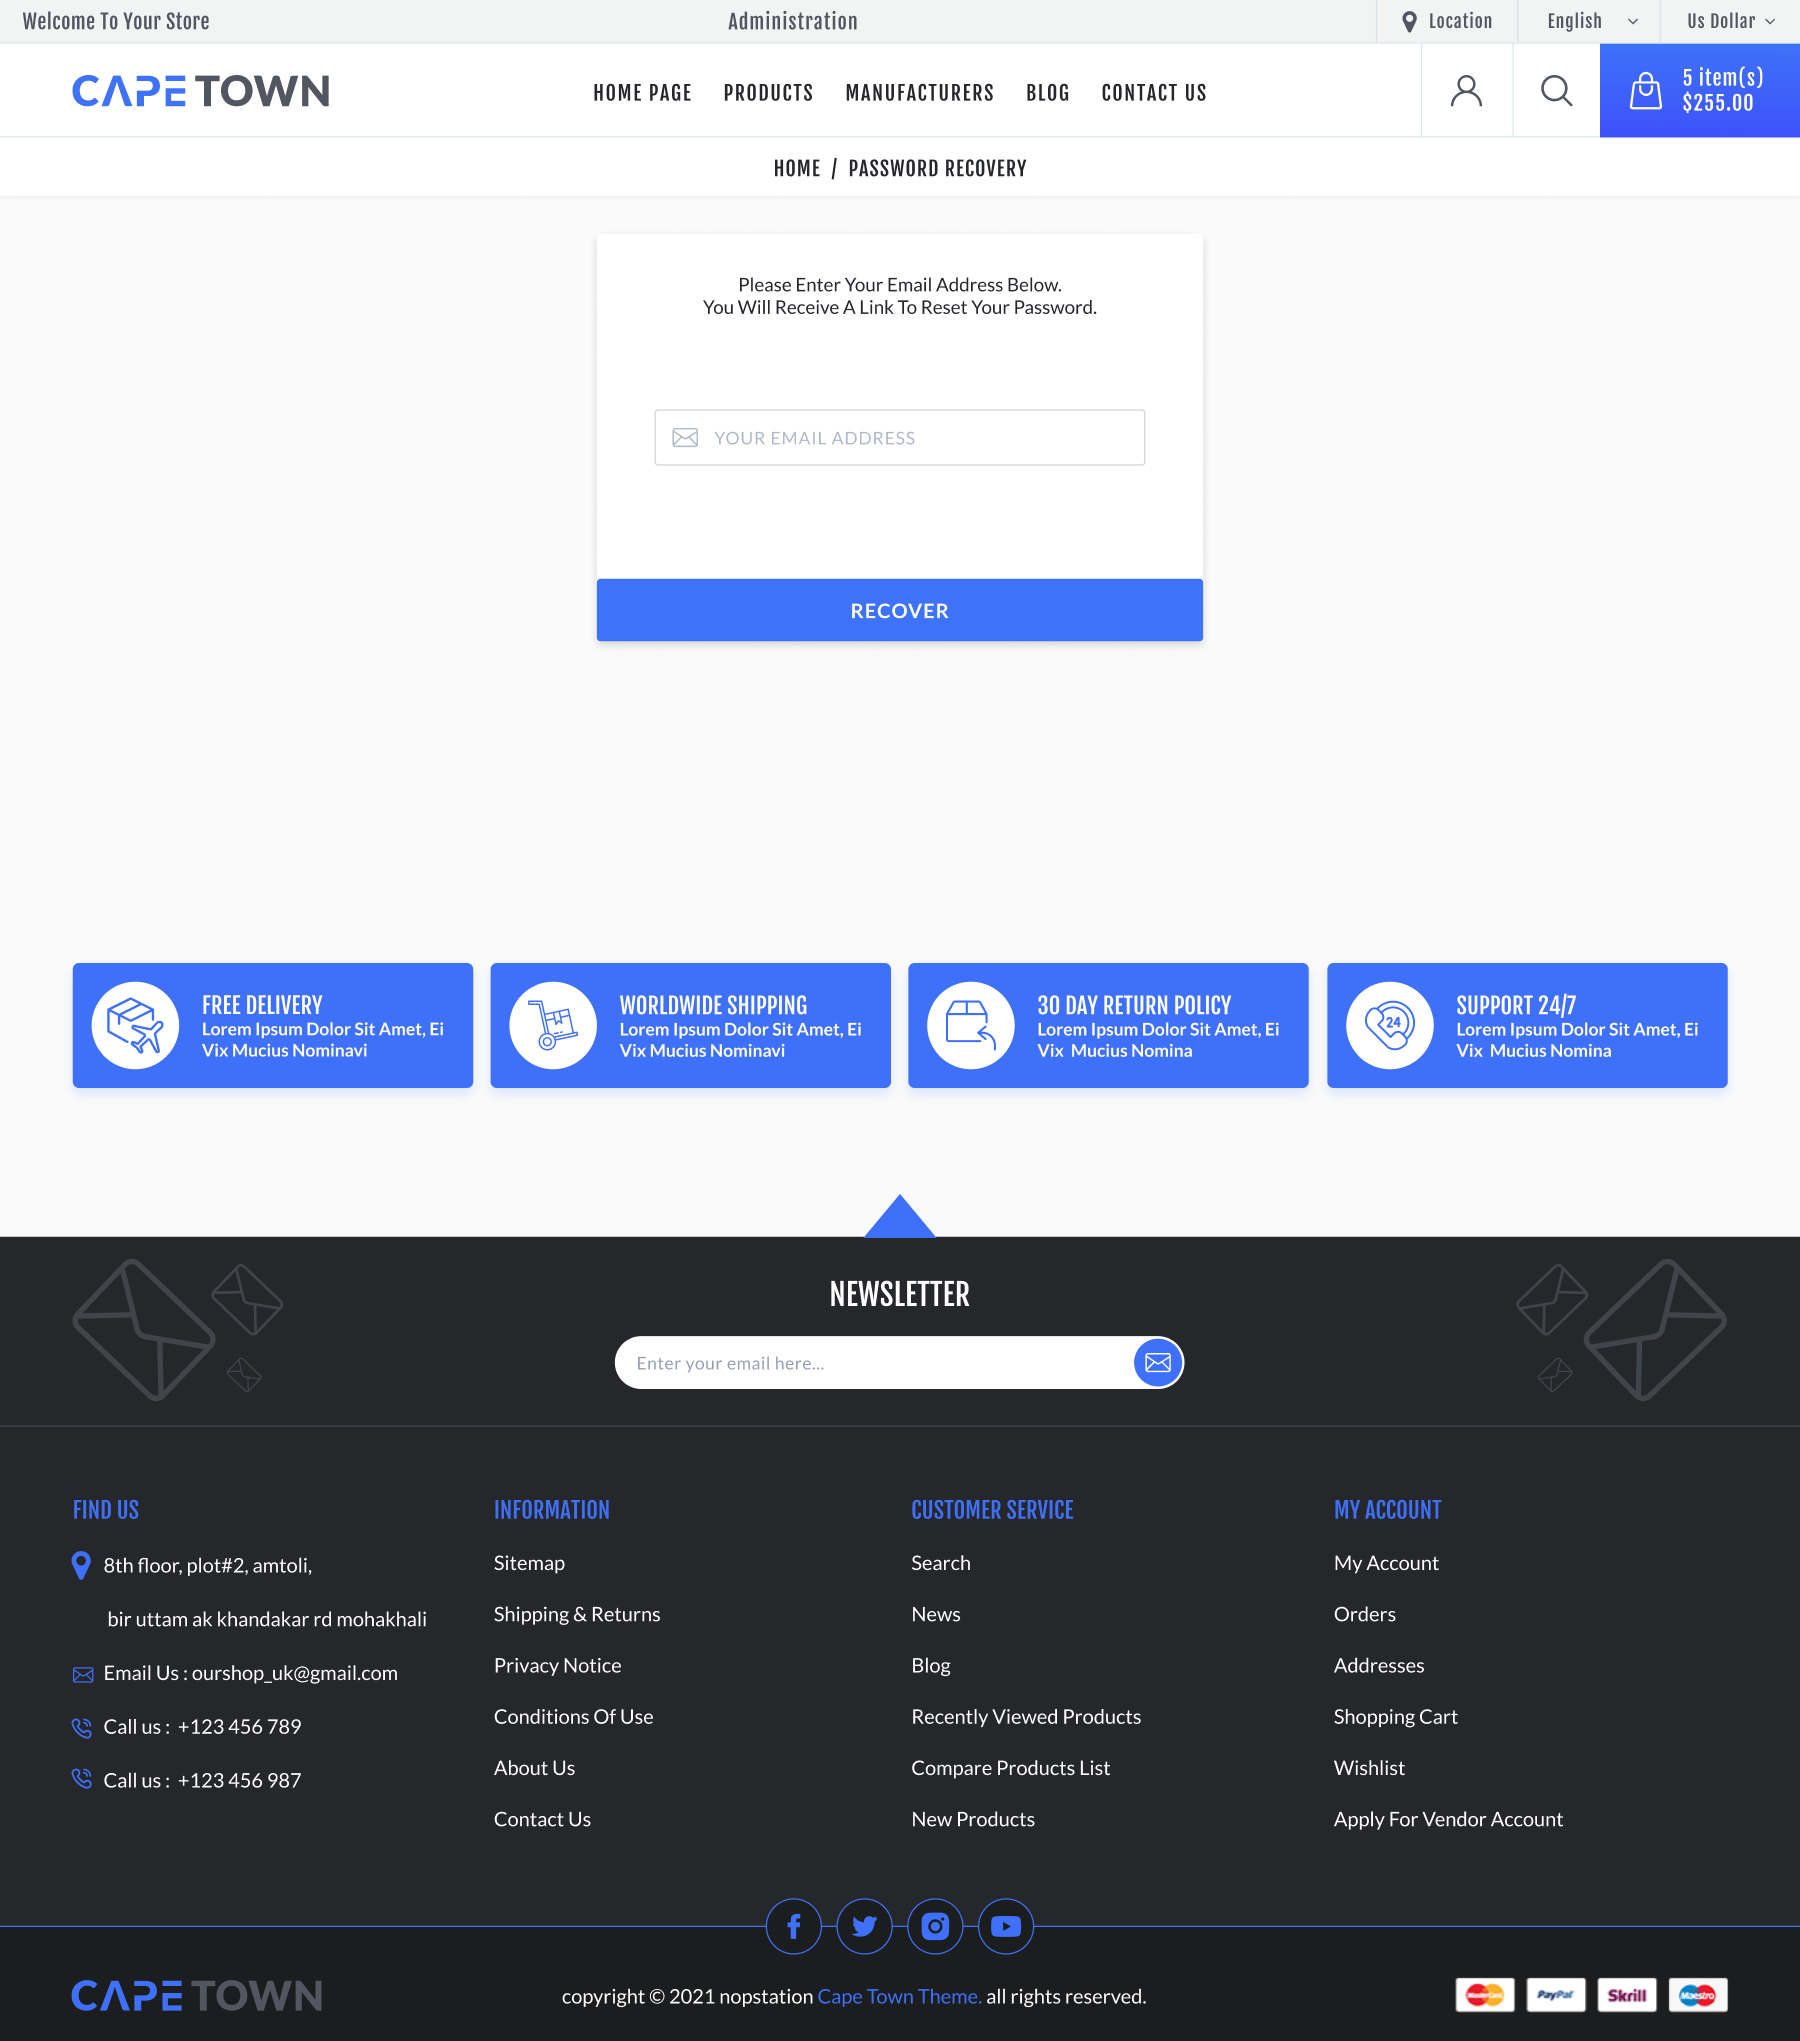 Welcome To Your Store
Administration
Location
English
Us Dollar
CAPE TOWN
HOME PAGE
PRODUCTS
MANUFACTURERS
BLOG
CONTACT US
5 item(s)
$255.00
HOME / PASSWORD RECOVERY
Please Enter Your Email Address Below.
You Will Receive A Link To Reset Your Password.
YOUR EMAIL ADDRESS
RECOVER
FREE DELIVERY
Lorem Ipsum Dolor Sit Amet, Ei
Vix Mucius Nominavi
WORLDWIDE SHIPPING
Lorem Ipsum Dolor Sit Amet, Ei
Vix Mucius Nominavi
30 DAY RETURN POLICY
Lorem Ipsum Dolor Sit Amet, Ei
Vix Mucius Nomina
24
SUPPORT 24/7
Lorem Ipsum Dolor Sit Amet, Ei
Vix Mucius Nomina
NEWSLETTER
Enter your email here...
FIND US
8th floor, plot#2, amtoli,
bir uttam ak khandakar rd mohakhali
Email Us : ourshop_uk@gmail.com
Call us : +123 456 789
Call us : +123 456 987
INFORMATION
Sitemap
Shipping & Returns
Privacy Notice
Conditions Of Use
About Us
Contact Us
CUSTOMER SERVICE
Search
News
Blog
Recently Viewed Products
Compare Products List
New Products
MY ACCOUNT
My Account
Orders
Addresses
Shopping Cart
Wishlist
Apply For Vendor Account
CAPE TOWN
copyright © 2021 nopstation Cape Town Theme. all rights reserved.
MasterCard
PayPal
Skrill
Maestro